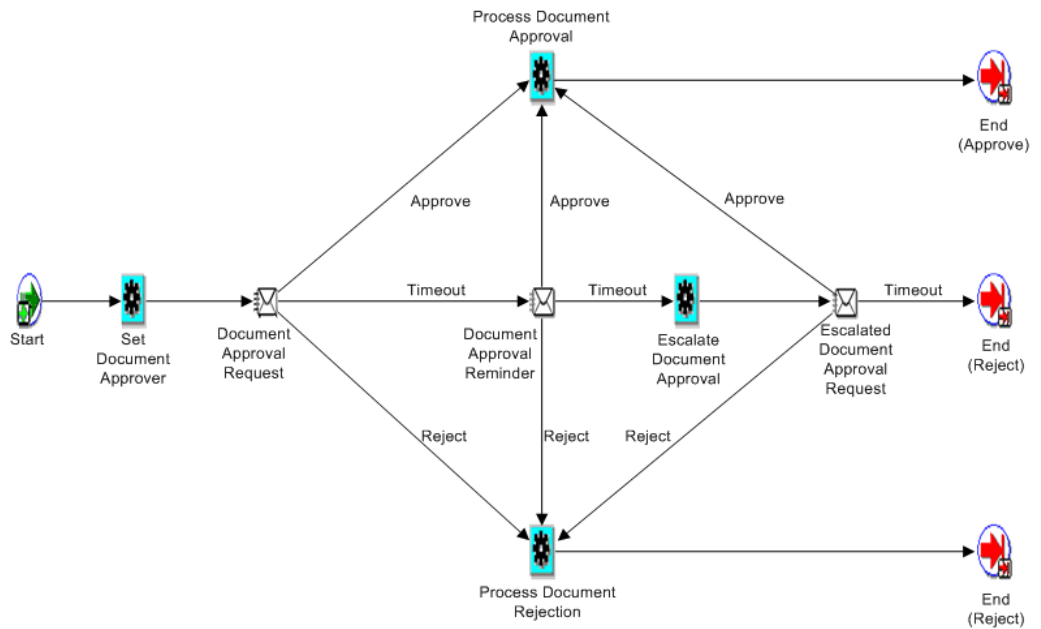 Process Document
Approval
End
(Approve)
Approve
Approve
Approve
Timeout
Timeout
Timeout
Start
Set
Document
Approver
Document
Approval
Request
Document
Approval
Reminder
Escalate
Document
Approval
Escalated
Document
Approval
Request
End
(Reject)
Reject
Reject
Reject
Process Document
Rejection
End
(Reject)